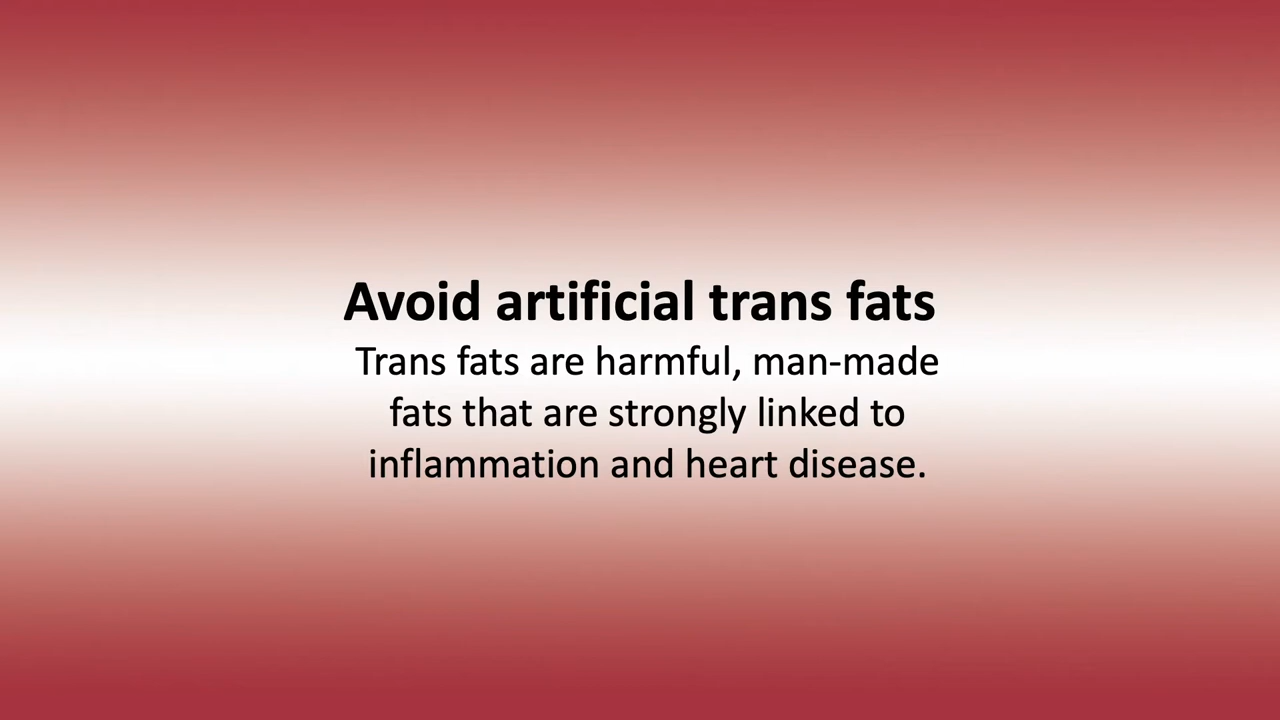 Avoid artificial trans fats
Trans fats are harmful, man-made
fats that are strongly linked to
inflammation and heart disease.